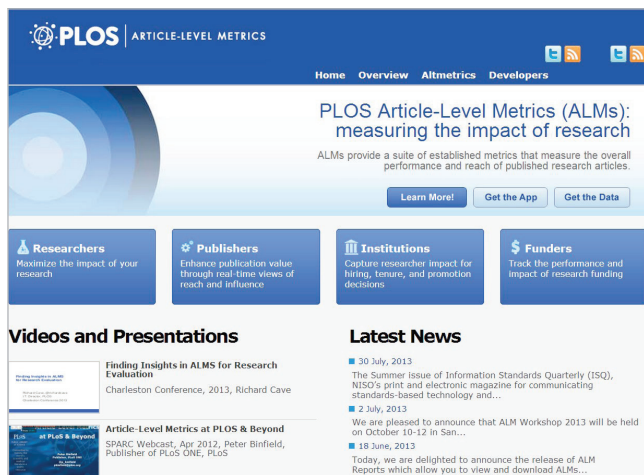 PLOS ARTICLE-LEVEL METRICS
Home Overview Altmetrics Developers
PLOS Article-Level Metrics (ALMs):
measuring the impact of research
ALMs provide a suite of established metrics that measure the overall
performance and reach of published research articles.
Learn More! Get the App Get the Data
Researchers
Maximize the impact of your
research
Publishers
Enhance publication value
through real-time views of
reach and influence
Institutions
Capture researcher impact for
hiring, tenure, and promotion
decisions
$ Funders
Track the performance and
impact of research funding
Videos and Presentations
Finding Insights in ALMS
for Research Evaluation
Finding Insights in ALMS for Research
Evaluation
Charleston Conference, 2013, Richard Cave
PLoS
at PLoS & Beyond
Article-Level Metrics at PLoS & Beyond
SPARC Webcast, Apr 2012, Peter Binfield,
Publisher of PLoS ONE, PLoS
Latest News
30 July, 2013
The Summer issue of Information Standards Quarterly (ISQ),
NISO's print and electronic magazine for communicating
standards-based technology and...
2 July, 2013
We are pleased to announce that ALM Workshop 2013 will be held
on October 10-12 in San...
18 June, 2013
Today, we are delighted to announce the release of ALM
Reports which allow you to view and download ALMs...